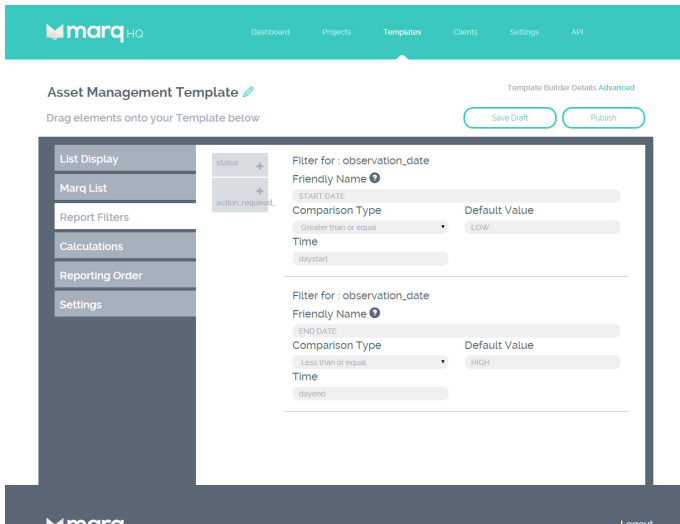 marq HQ
Dashboard Projects Templates Clients Settings API
Asset Management Template
Template Builder Details Advanced
Drag elements onto your Template below
Save Draft Publish
List Display
Marq List
Report Filters
Calculations
Reporting Order
Settings
status +
+
action_required_
Filter for : observation_date
Friendly Name ?
START DATE
Comparison Type Default Value
Greater than or equal LOW
Time
daystart
Filter for : observation_date
Friendly Name ?
END DATE
Comparison Type Default Value
Less than or equal HIGH
Time
dayend
marq
Logout